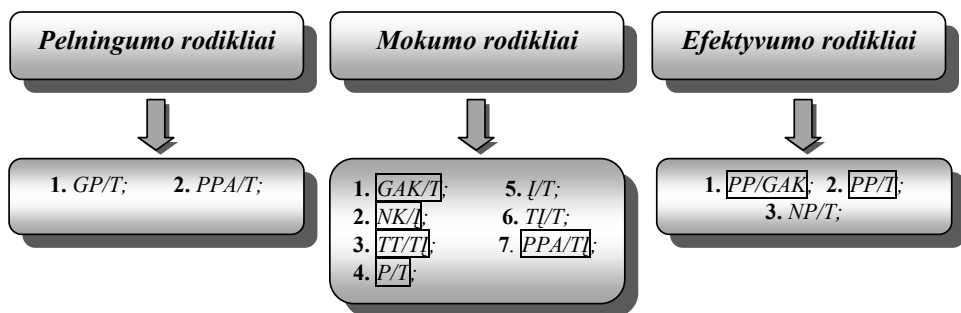 Pelningumo rodikliai
Mokumo rodikliai
Efektyvumo rodikliai
1. GP/T; 2. PPA/T;
1. GAK/T; 5. Į/T;
2. NK/Į; 6. TĮ/T;
3. TT/TĮ; 7. PPA/TĮ;
4. P/T;
1. PP/GAK; 2. PP/T;
3. NP/T;